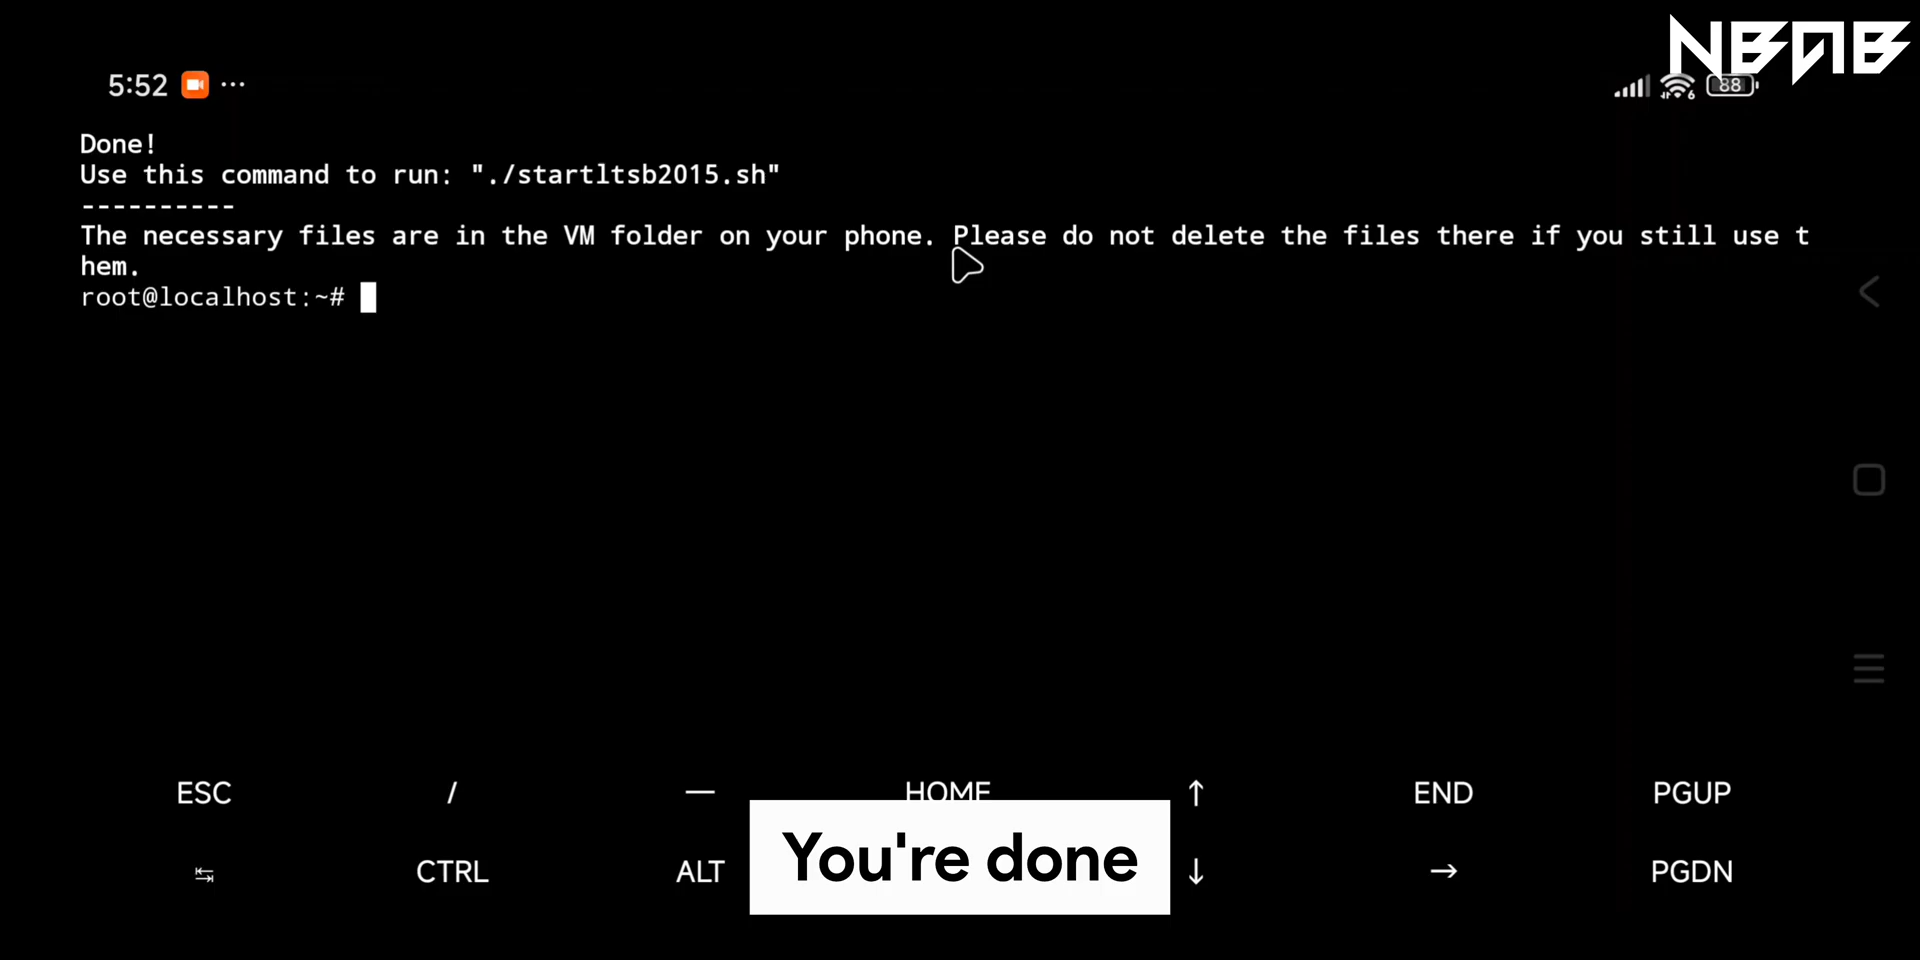 NBAB
5:52 ...
88
Done!
Use this command to run: "./startltsb2015.sh"
----------
The necessary files are in the VM folder on your phone. Please do not delete the files there if you still use t
hem.
root@localhost:~#
ESC / — HOME ↑ END PGUP
↹ CTRL ALT ↓ → PGDN
You're done